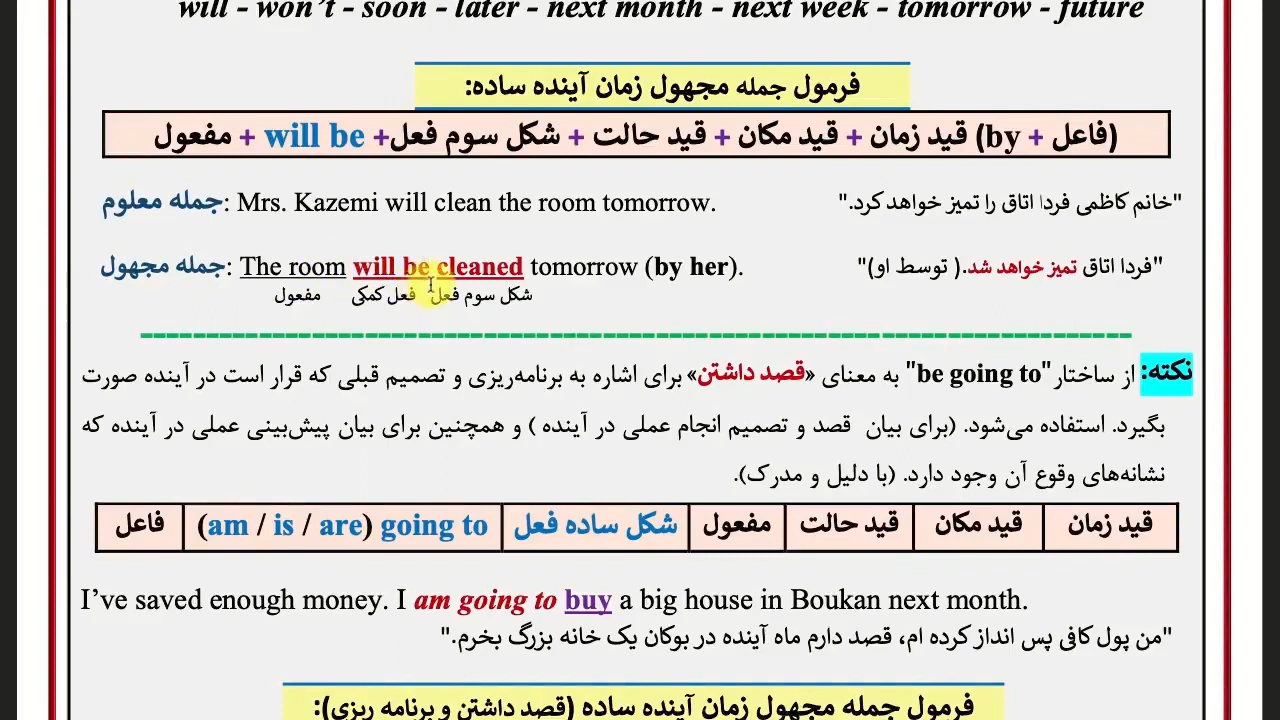 will - won't - soon - later - next month - next week - tomorrow - future
فرمول جمله مجهول زمان آینده ساده:
مفعول + will be +شکل سوم فعل + قید حالت + قید مکان + قید زمان (by + فاعل)
جمله معلوم: Mrs. Kazemi will clean the room tomorrow. "خانم کاظمی فردا اتاق را تمیز خواهد کرد."
جمله مجهول: The room will be cleaned tomorrow (by her). "فردا اتاق تمیز خواهد شد.( توسط او)"
مفعول فعل کمکی شکل سوم فعل
نکته: از ساختار "be going to" به معنای «قصد داشتن» برای اشاره به برنامه‌ریزی و تصمیم قبلی که قرار است در آینده صورت
بگیرد. استفاده می‌شود. (برای بیان قصد و تصمیم انجام عملی در آینده ) و همچنین برای بیان پیش‌بینی عملی در آینده که
نشانه‌های وقوع آن وجود دارد. (با دلیل و مدرک).
فاعل (am / is / are) going to شکل ساده فعل مفعول قید حالت قید مکان قید زمان
I've saved enough money. I am going to buy a big house in Boukan next month.
"من پول کافی پس انداز کرده ام، قصد دارم ماه آینده در بوکان یک خانه بزرگ بخرم."
فرمول جمله مجهول زمان آینده ساده (قصد داشتن و برنامه ریزی):